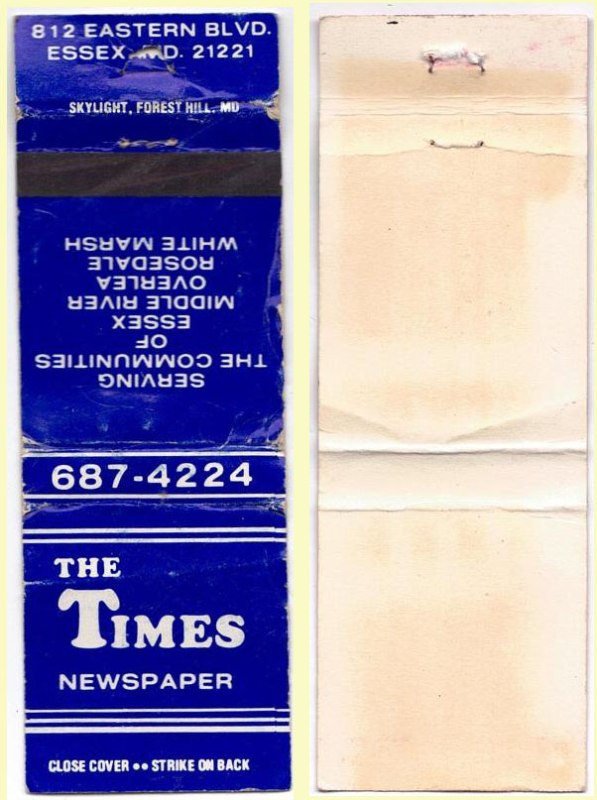 812 EASTERN BLVD.
ESSEX MD. 21221
SKYLIGHT, FOREST HILL, MD
SERVING
THE COMMUNITIES
OF
ESSEX
MIDDLE RIVER
OVERLEA
ROSEDALE
WHITE MARSH
687-4224
THE
TIMES
NEWSPAPER
CLOSE COVER •• STRIKE ON BACK